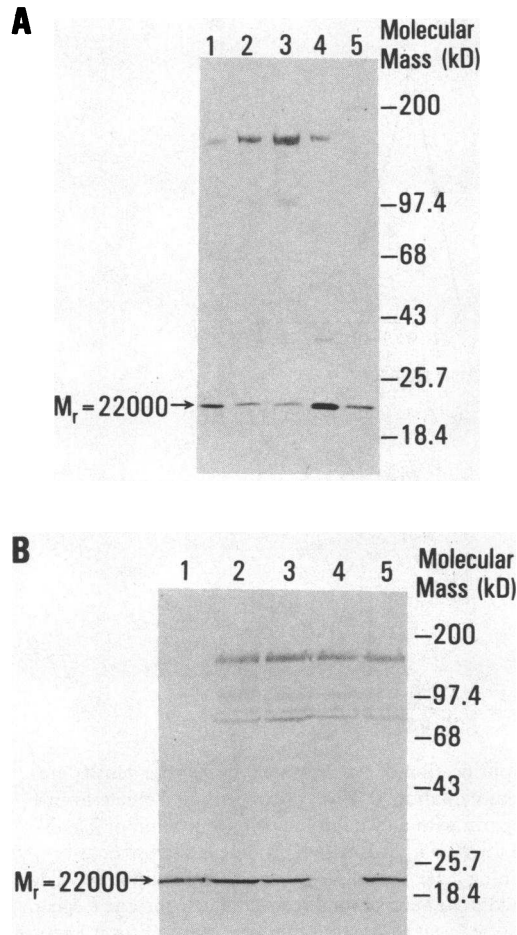 A
1 2 3 4 5
Molecular
Mass (kD)
–200
–97.4
–68
–43
–25.7
Mr = 22000→
–18.4
B
1 2 3 4 5
Molecular
Mass (kD)
–200
–97.4
–68
–43
–25.7
Mr = 22000→
–18.4